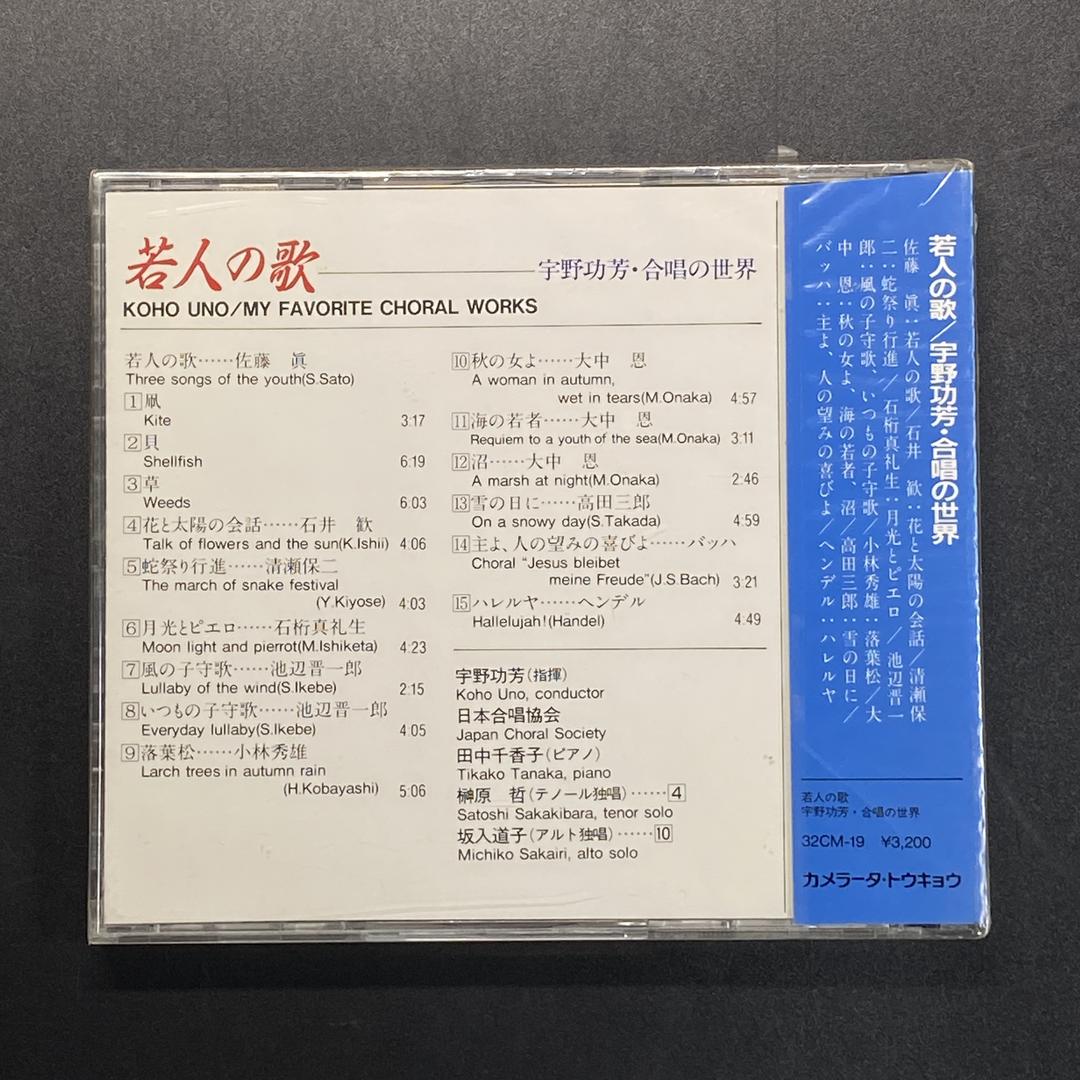 若人の歌
宇野功芳・合唱の世界
KOHO UNO/MY FAVORITE CHORAL WORKS
若人の歌……佐藤　眞
Three songs of the youth(S.Sato)
1 凧
Kite 3:17
2 貝
Shellfish 6:19
3 草
Weeds 6:03
4 花と太陽の会話……石井　歓
Talk of flowers and the sun(K.Ishii) 4:06
5 蛇祭り行進……清瀬保二
The march of snake festival
(Y.Kiyose) 4:03
6 月光とピエロ……石桁真礼生
Moon light and pierrot(M.Ishiketa) 4:23
7 風の子守歌……池辺晋一郎
Lullaby of the wind(S.Ikebe) 2:15
8 いつもの子守歌……池辺晋一郎
Everyday lullaby(S.Ikebe) 4:05
9 落葉松……小林秀雄
Larch trees in autumn rain
(H.Kobayashi) 5:06
10 秋の女よ……大中　恩
A woman in autumn,
wet in tears(M.Onaka) 4:57
11 海の若者……大中　恩
Requiem to a youth of the sea(M.Onaka) 3:11
12 沼……大中　恩
A marsh at night(M.Onaka) 2:46
13 雪の日に……高田三郎
On a snowy day(S.Takada) 4:59
14 主よ、人の望みの喜びよ……バッハ
Choral “Jesus bleibet
meine Freude”(J.S.Bach) 3:21
15 ハレルヤ……ヘンデル
Hallelujah!(Händel) 4:49
宇野功芳(指揮)
Koho Uno, conductor
日本合唱協会
Japan Choral Society
田中千香子(ピアノ)
Tikako Tanaka, piano
榊原　哲(テノール独唱)……4
Satoshi Sakakibara, tenor solo
坂入道子(アルト独唱)……10
Michiko Sakairi, alto solo
若人の歌/宇野功芳・合唱の世界
佐藤　眞:若人の歌/石井　歓:花と太陽の会話/清瀬保
二:蛇祭り行進/石桁真礼生:月光とピエロ/池辺晋一
郎:風の子守歌、いつもの子守歌/小林秀雄:落葉松/大
中　恩:秋の女よ、海の若者、沼/高田三郎:雪の日に/
バッハ:主よ、人の望みの喜びよ/ヘンデル:ハレルヤ
若人の歌
宇野功芳・合唱の世界
32CM-19 ¥3,200
カメラータ・トウキョウ